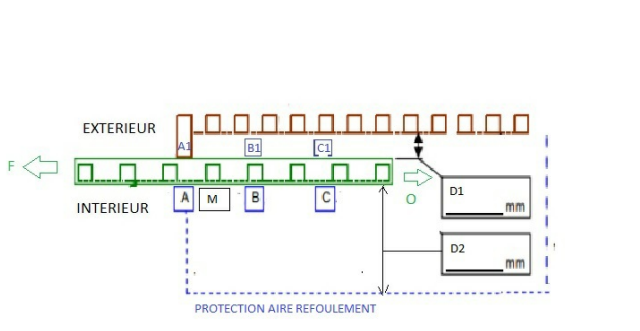 EXTERIEUR
A1
B1
C1
F
D1
mm
O
A
M
B
C
INTERIEUR
D2
mm
PROTECTION AIRE REFOULEMENT